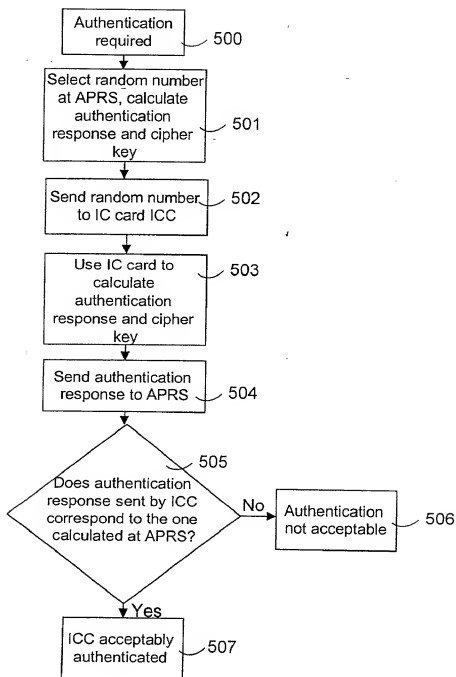 Authentication
required
500
Select random number
at APRS, calculate
authentication
response and cipher
key
501
Send random number
to IC card ICC
502
Use IC card to
calculate
authentication
response and cipher
key
503
Send authentication
response to APRS
504
505
Does authentication
response sent by ICC
correspond to the one
calculated at APRS?
No
Authentication
not acceptable
506
Yes
ICC acceptably
authenticated
507